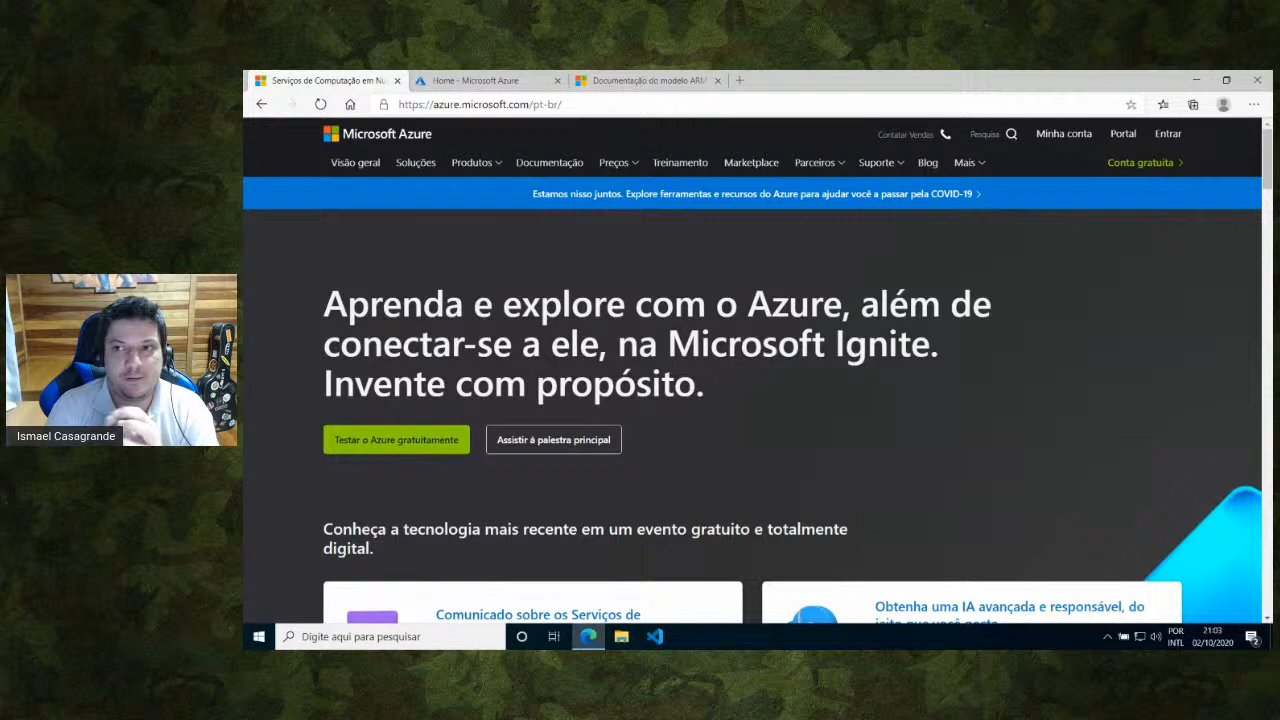 Serviços de Computação em Nu
Home - Microsoft Azure
Documentação do modelo ARM
https://azure.microsoft.com/pt-br/
Microsoft Azure
Contatar Vendas
Pesquisa
Minha conta
Portal
Entrar
Visão geral
Soluções
Produtos
Documentação
Preços
Treinamento
Marketplace
Parceiros
Suporte
Blog
Mais
Conta gratuita
Estamos nisso juntos. Explore ferramentas e recursos do Azure para ajudar você a passar pela COVID-19
Aprenda e explore com o Azure, além de
conectar-se a ele, na Microsoft Ignite.
Invente com propósito.
Testar o Azure gratuitamente
Assistir à palestra principal
Conheça a tecnologia mais recente em um evento gratuito e totalmente
digital.
Comunicado sobre os Serviços de
Obtenha uma IA avançada e responsável, do
Ismael Casagrande
Digite aqui para pesquisar
POR
INTL
21:03
02/10/2020
2